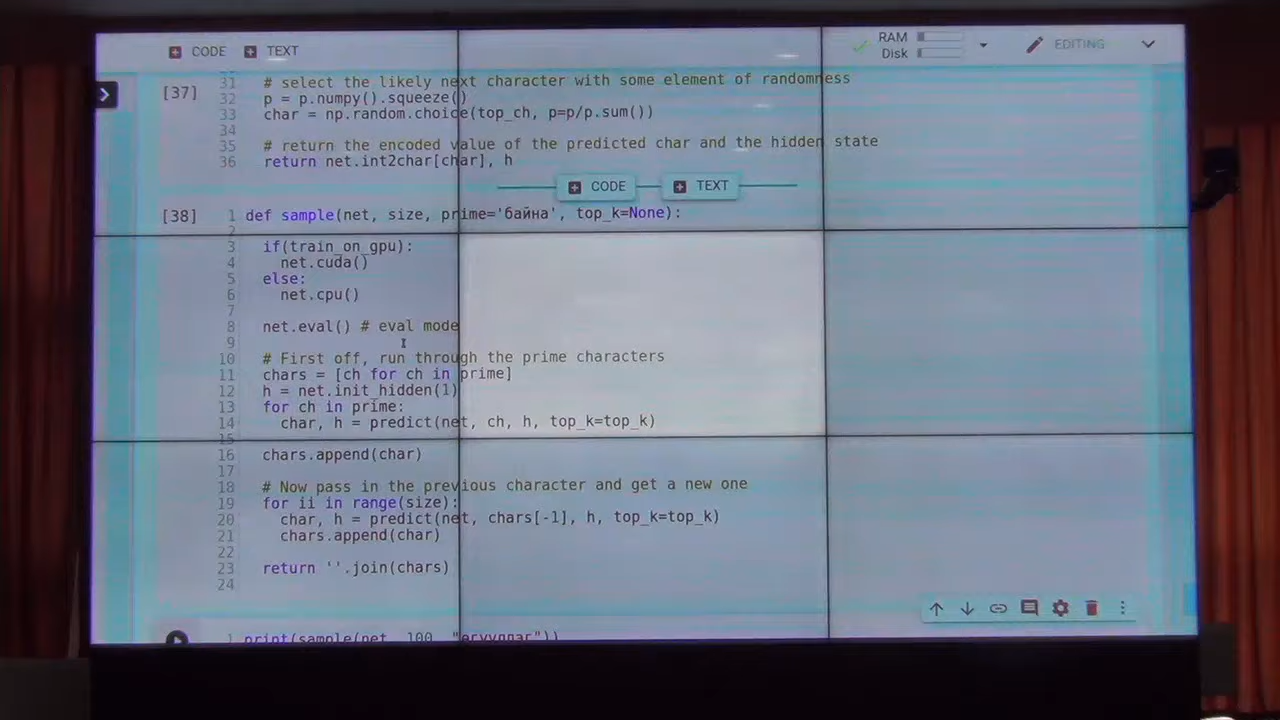 CODE TEXT
RAM
Disk
EDITING
[37]
31 # select the likely next character with some element of randomness
32 p = p.numpy().squeeze()
33 char = np.random.choice(top_ch, p=p/p.sum())
34
35 # return the encoded value of the predicted char and the hidden state
36 return net.int2char[char], h
CODE TEXT
[38]
1 def sample(net, size, prime='байна', top_k=None):
2
3 if(train_on_gpu):
4 net.cuda()
5 else:
6 net.cpu()
7
8 net.eval() # eval mode
9
10 # First off, run through the prime characters
11 chars = [ch for ch in prime]
12 h = net.init_hidden(1)
13 for ch in prime:
14 char, h = predict(net, ch, h, top_k=top_k)
15
16 chars.append(char)
17
18 # Now pass in the previous character and get a new one
19 for ii in range(size):
20 char, h = predict(net, chars[-1], h, top_k=top_k)
21 chars.append(char)
22
23 return ''.join(chars)
24
1 print(sample(net, 100,